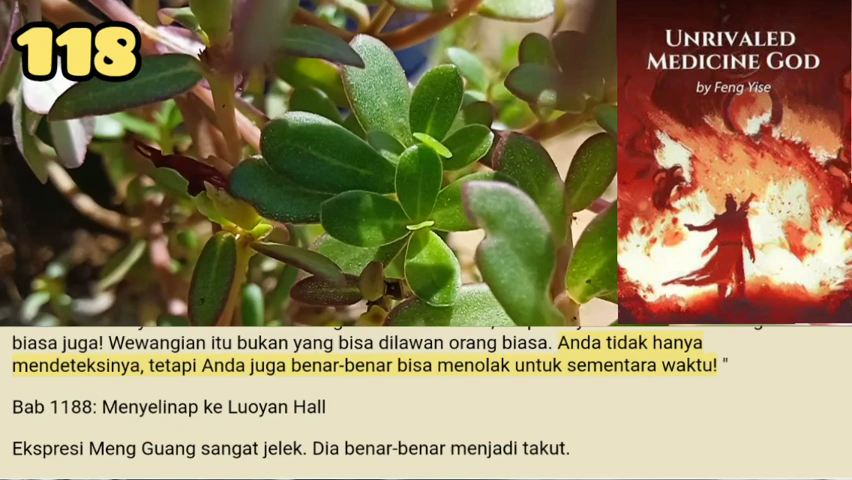 118
UNRIVALED
MEDICINE GOD
by Feng Yise
biasa juga! Wewangian itu bukan yang bisa dilawan orang biasa. Anda tidak hanya
mendeteksinya, tetapi Anda juga benar-benar bisa menolak untuk sementara waktu! "
Bab 1188: Menyelinap ke Luoyan Hall
Ekspresi Meng Guang sangat jelek. Dia benar-benar menjadi takut.